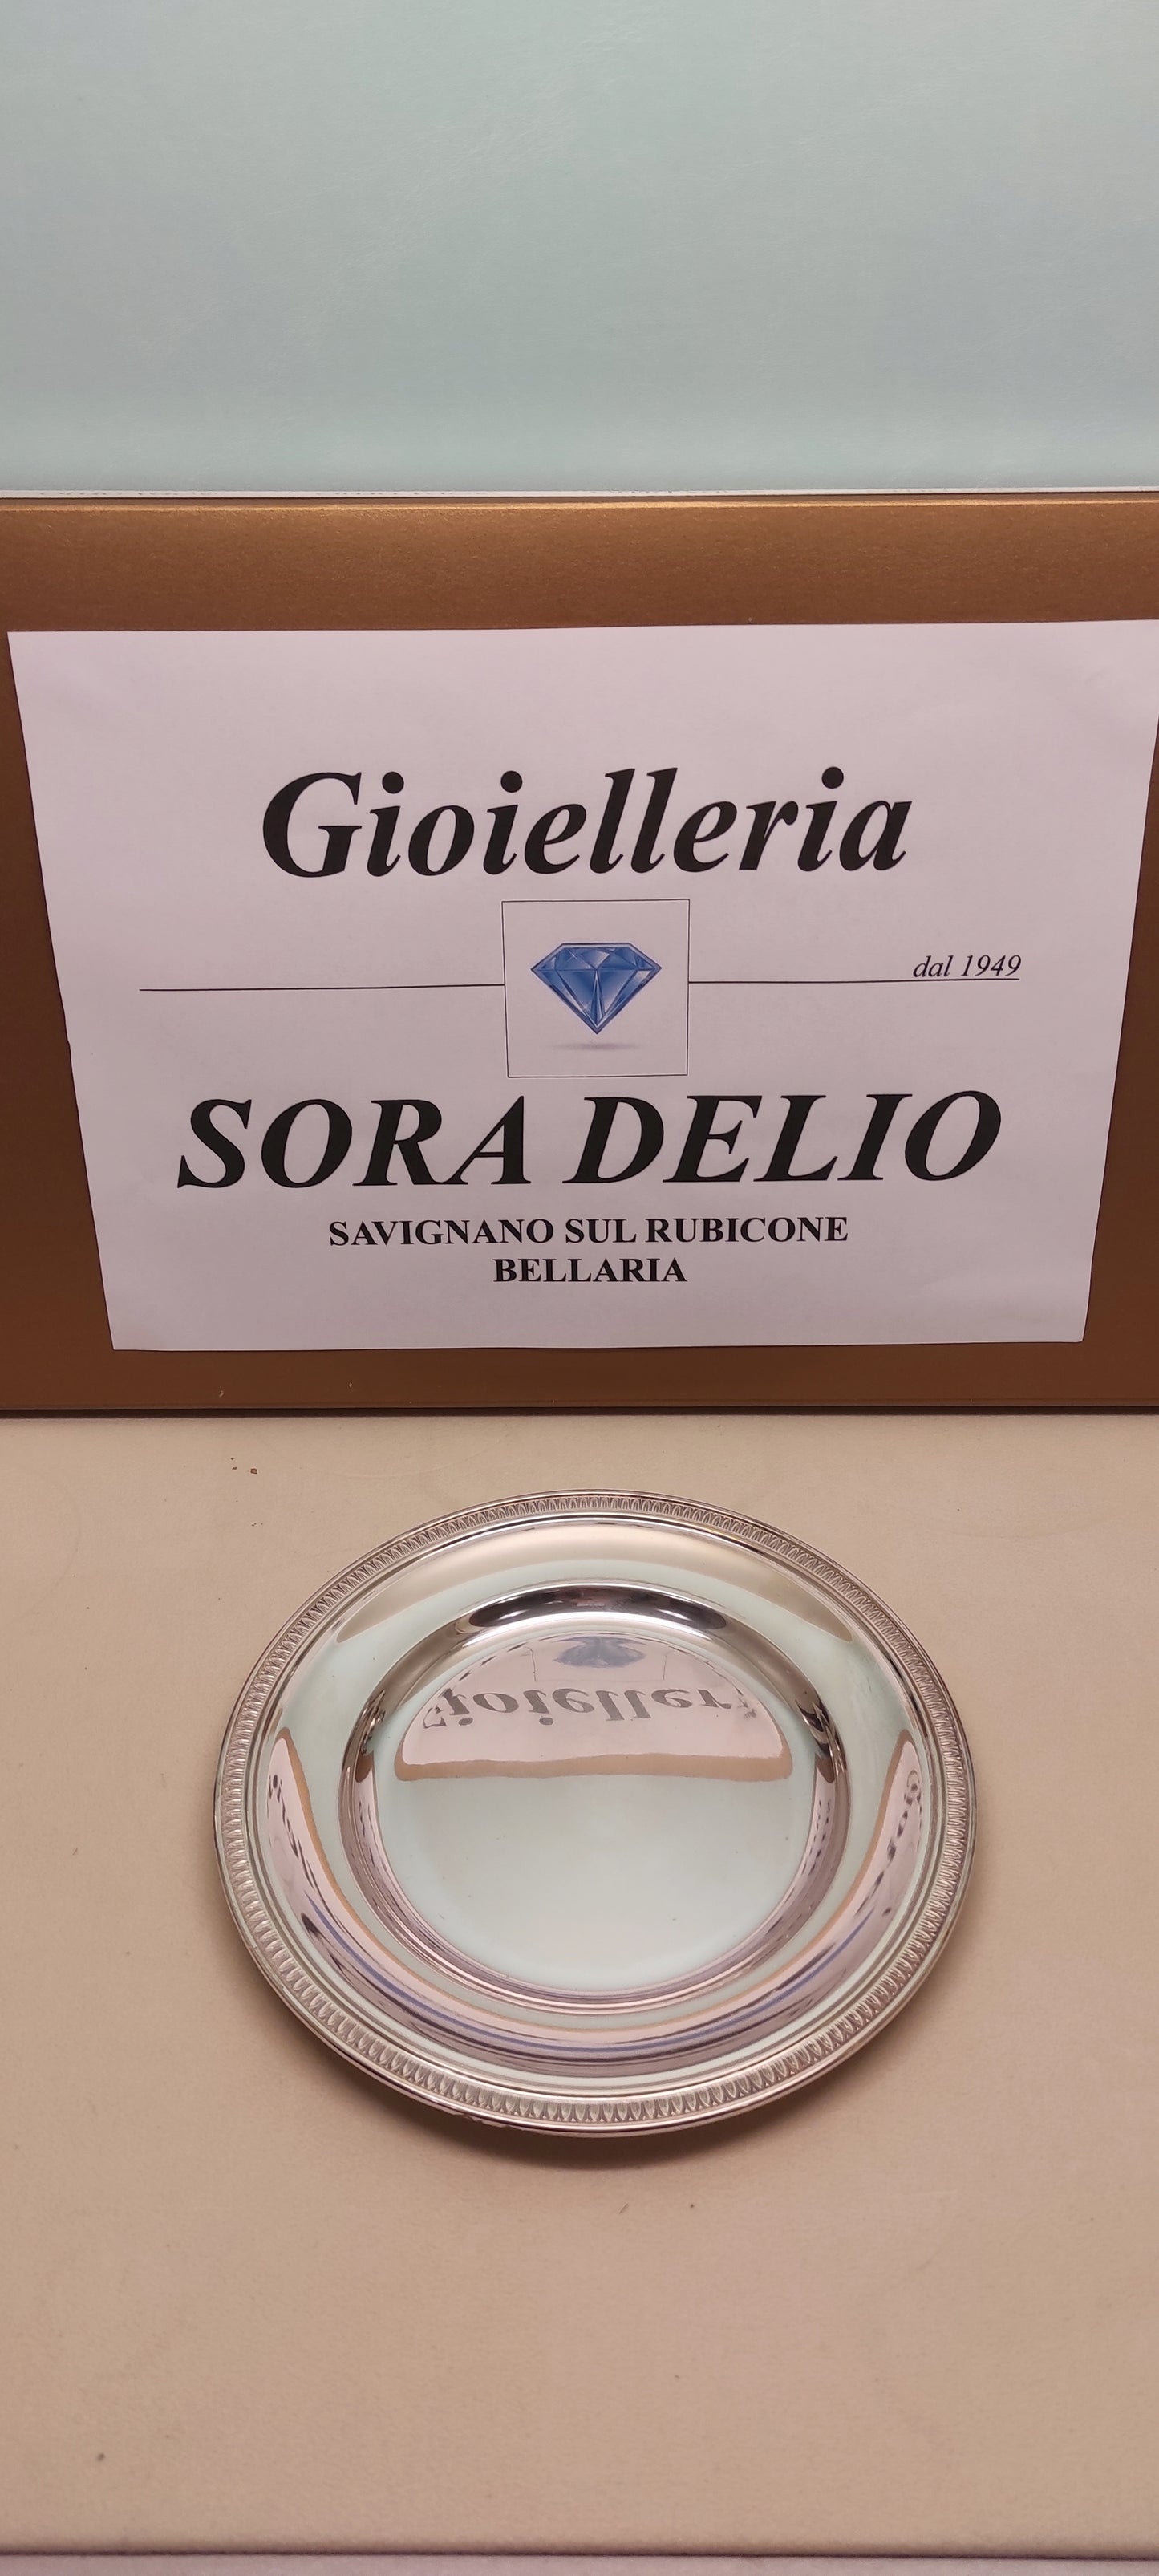 Gioielleria
dal 1949
SORA DELIO
SAVIGNANO SUL RUBICONE
BELLARIA